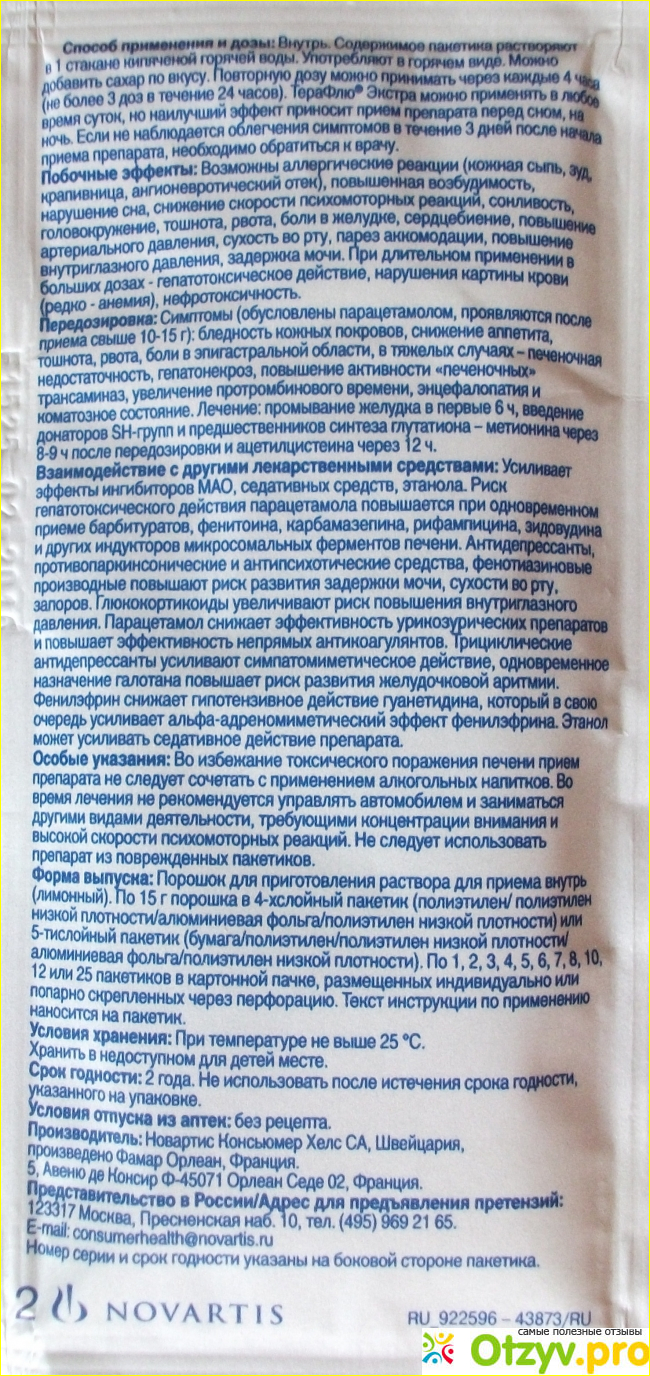 Способ применения и дозы: Внутрь. Содержимое пакетика растворяют
в 1 стакане кипяченой горячей воды. Употребляют в горячем виде. Можно
добавить сахар по вкусу. Повторную дозу можно принимать через каждые 4 часа
(не более 3 доз в течение 24 часов). ТераФлю® Экстра можно применять в любое
время суток, но наилучший эффект приносит прием препарата перед сном, на
ночь. Если не наблюдается облегчения симптомов в течение 3 дней после начала
приема препарата, необходимо обратиться к врачу.
Побочные эффекты: Возможны аллергические реакции (кожная сыпь, зуд,
крапивница, ангионевротический отек), повышенная возбудимость,
нарушение сна, снижение скорости психомоторных реакций, сонливость,
головокружение, тошнота, рвота, боли в желудке, сердцебиение, повышение
артериального давления, сухость во рту, парез аккомодации, повышение
внутриглазного давления, задержка мочи. При длительном применении в
больших дозах - гепатотоксическое действие, нарушения картины крови
(редко - анемия), нефротоксичность.
Передозировка: Симптомы (обусловлены парацетамолом, проявляются после
приема свыше 10-15 г): бледность кожных покровов, снижение аппетита,
тошнота, рвота, боли в эпигастральной области, в тяжелых случаях – печеночная
недостаточность, гепатонекроз, повышение активности «печеночных»
трансаминаз, увеличение протромбинового времени, энцефалопатия и
коматозное состояние. Лечение: промывание желудка в первые 6 ч, введение
донаторов SH-групп и предшественников синтеза глутатиона – метионина через
8-9 ч после передозировки и ацетилцистеина через 12 ч.
Взаимодействие с другими лекарственными средствами: Усиливает
эффекты ингибиторов МАО, седативных средств, этанола. Риск
гепатотоксического действия парацетамола повышается при одновременном
приеме барбитуратов, фенитоина, карбамазепина, рифампицина, зидовудина
и других индукторов микросомальных ферментов печени. Антидепрессанты,
противопаркинсонические и антипсихотические средства, фенотиазиновые
производные повышают риск развития задержки мочи, сухости во рту,
запоров. Глюкокортикоиды увеличивают риск повышения внутриглазного
давления. Парацетамол снижает эффективность урикозурических препаратов
и повышает эффективность непрямых антикоагулянтов. Трициклические
антидепрессанты усиливают симпатомиметическое действие, одновременное
назначение галотана повышает риск развития желудочковой аритмии.
Фенилэфрин снижает гипотензивное действие гуанетидина, который в свою
очередь усиливает альфа-адреномиметический эффект фенилэфрина. Этанол
может усиливать седативное действие препарата.
Особые указания: Во избежание токсического поражения печени прием
препарата не следует сочетать с применением алкогольных напитков. Во
время лечения не рекомендуется управлять автомобилем и заниматься
другими видами деятельности, требующими концентрации внимания и
высокой скорости психомоторных реакций. Не следует использовать
препарат из поврежденных пакетиков.
Форма выпуска: Порошок для приготовления раствора для приема внутрь
(лимонный). По 15 г порошка в 4-хслойный пакетик (полиэтилен/ полиэтилен
низкой плотности/алюминиевая фольга/полиэтилен низкой плотности) или
5-тислойный пакетик (бумага/полиэтилен/полиэтилен низкой плотности/
алюминиевая фольга/полиэтилен низкой плотности). По 1, 2, 3, 4, 5, 6, 7, 8, 10,
12 или 25 пакетиков в картонной пачке, размещенных индивидуально или
попарно скрепленных через перфорацию. Текст инструкции по применению
наносится на пакетик.
Условия хранения: При температуре не выше 25 °С.
Хранить в недоступном для детей месте.
Срок годности: 2 года. Не использовать после истечения срока годности,
указанного на упаковке.
Условия отпуска из аптек: без рецепта.
Производитель: Новартис Консьюмер Хелс СА, Швейцария,
произведено Фамар Орлеан, Франция.
5, Авеню де Консир Ф-45071 Орлеан Седе 02, Франция.
Представительство в России/Адрес для предъявления претензий:
123317 Москва, Пресненская наб. 10, тел. (495) 969 21 65.
E-mail: consumerhealth@novartis.ru
Номер серии и срок годности указаны на боковой стороне пакетика.
2 NOVARTIS
RU_922596 – 43873/RU
самые полезные отзывы
Otzyv.pro